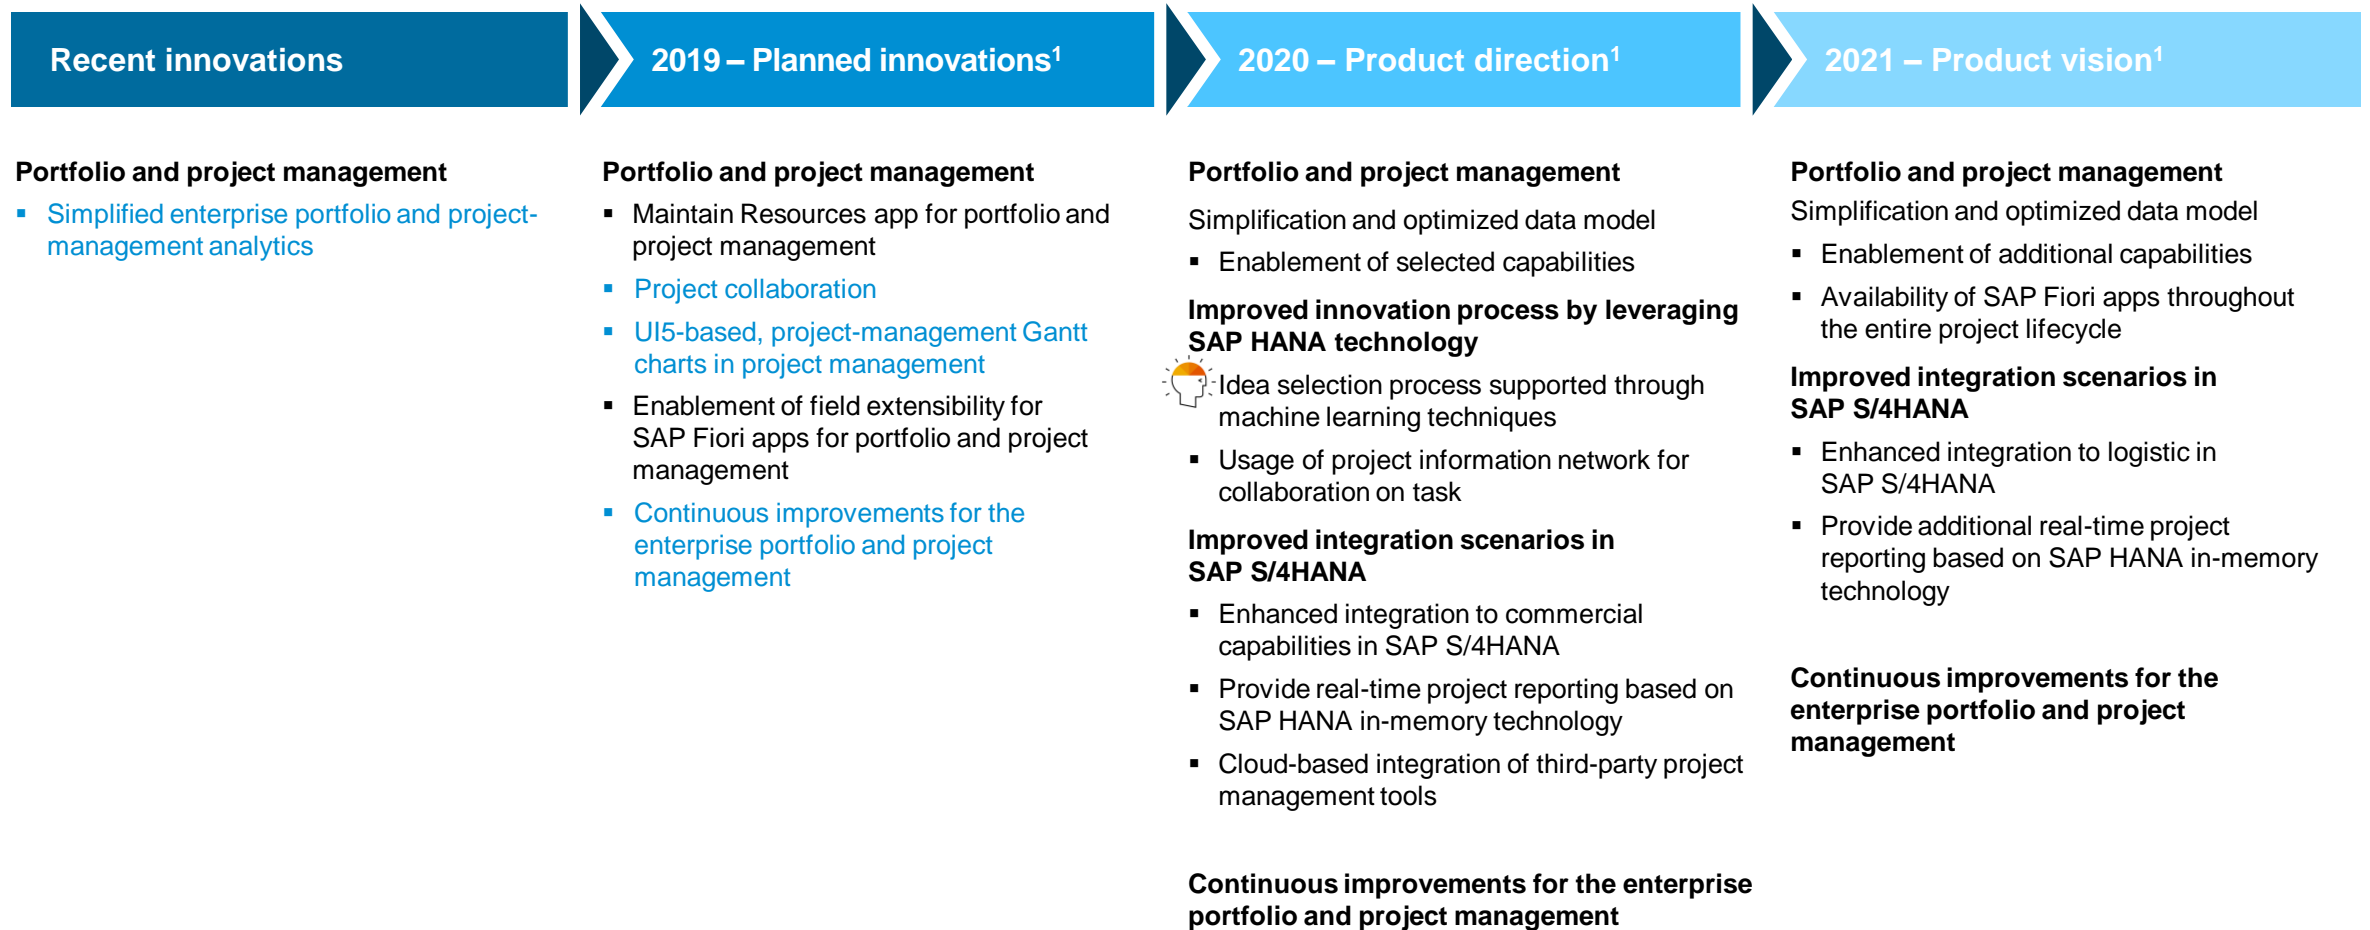 Recent innovations
2019 – Planned innovations¹
2020 – Product direction¹
2021 – Product vision¹
Portfolio and project management
▪ Simplified enterprise portfolio and project-
management analytics
Portfolio and project management
▪ Maintain Resources app for portfolio and
project management
▪ Project collaboration
▪ UI5-based, project-management Gantt
charts in project management
▪ Enablement of field extensibility for
SAP Fiori apps for portfolio and project
management
▪ Continuous improvements for the
enterprise portfolio and project
management
Portfolio and project management
Simplification and optimized data model
▪ Enablement of selected capabilities
Improved innovation process by leveraging
SAP HANA technology
Idea selection process supported through
machine learning techniques
▪ Usage of project information network for
collaboration on task
Improved integration scenarios in
SAP S/4HANA
▪ Enhanced integration to commercial
capabilities in SAP S/4HANA
▪ Provide real-time project reporting based on
SAP HANA in-memory technology
▪ Cloud-based integration of third-party project
management tools
Continuous improvements for the enterprise
portfolio and project management
Portfolio and project management
Simplification and optimized data model
▪ Enablement of additional capabilities
▪ Availability of SAP Fiori apps throughout
the entire project lifecycle
Improved integration scenarios in
SAP S/4HANA
▪ Enhanced integration to logistic in
SAP S/4HANA
▪ Provide additional real-time project
reporting based on SAP HANA in-memory
technology
Continuous improvements for the
enterprise portfolio and project
management